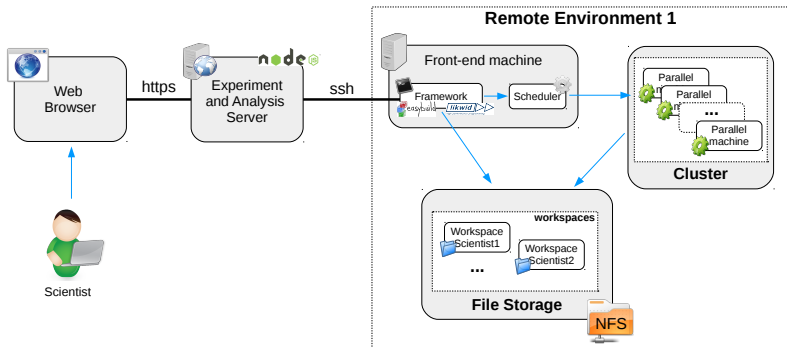 Remote Environment 1
Web
Browser
https
node
JS
Experiment
and Analysis
Server
ssh
Front-end machine
Framework
likwid
Scheduler
Parallel
Parallel
...
Parallel
machine
Cluster
workspaces
Workspace
Scientist1
...
Workspace
Scientist2
File Storage
NFS
Scientist